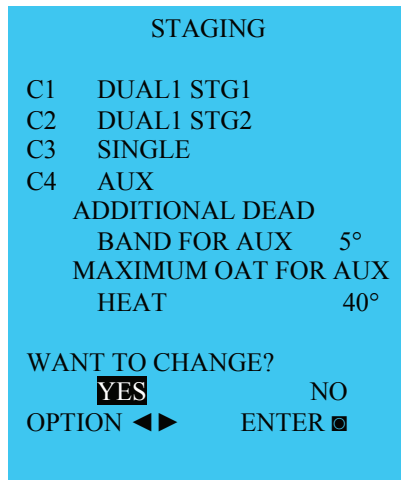 STAGING
C1 DUAL1 STG1
C2 DUAL1 STG2
C3 SINGLE
C4 AUX
ADDITIONAL DEAD
BAND FOR AUX 5°
MAXIMUM OAT FOR AUX
HEAT 40°
WANT TO CHANGE?
YES NO
OPTION ◄► ENTER ◙